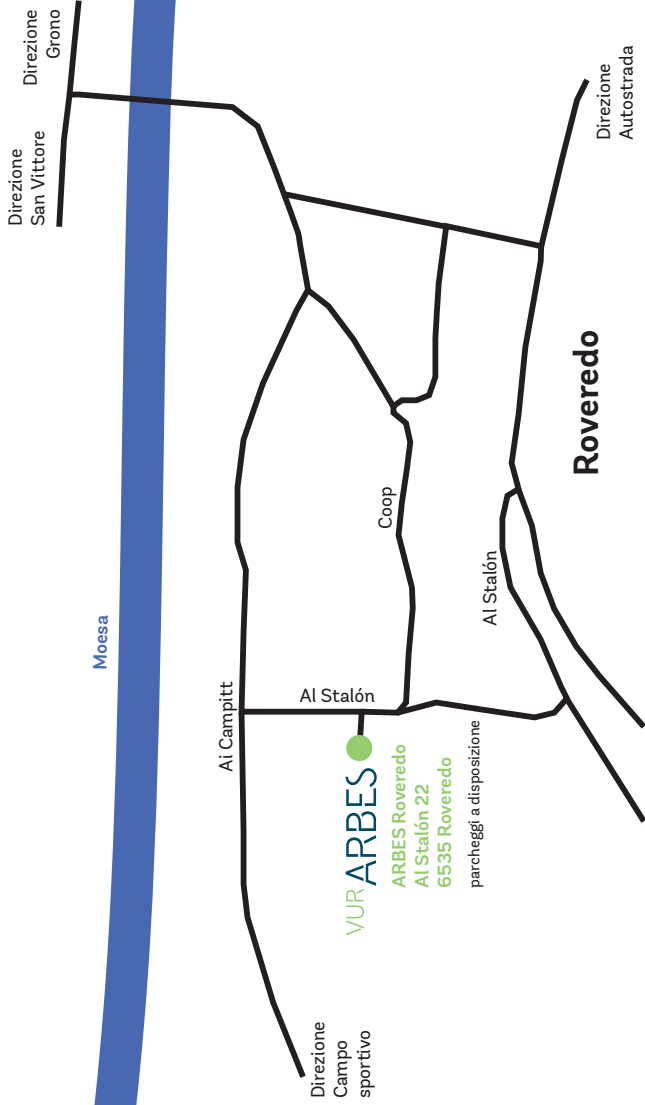 Direzione
San Vittore
Direzione
Grono
Moesa
Ai Campitt
Direzione
Campo
sportivo
Al Stalón
Coop
VUR ARBES
ARBES Roveredo
Al Stalón 22
6535 Roveredo
parcheggi a disposizione
Al Stalón
Roveredo
Direzione
Autostrada